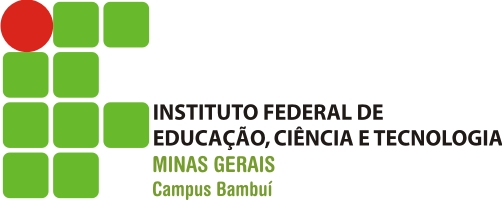 INSTITUTO FEDERAL DE
EDUCAÇÃO, CIÊNCIA E TECNOLOGIA
MINAS GERAIS
Campus Bambuí